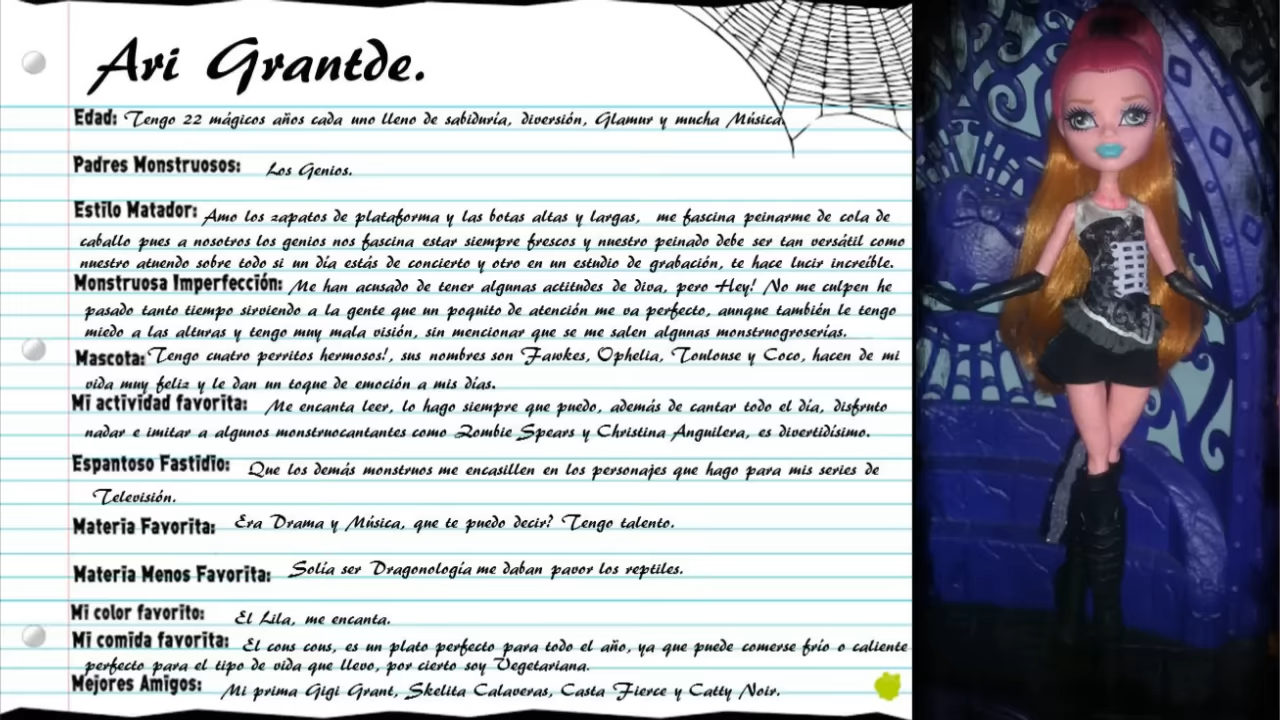 Ari Grantde.
Edad: Tengo 22 mágicos años cada uno lleno de sabiduría, diversión, Glamur y mucha Música.
Padres Monstruosos: Los Genios.
Estilo Matador: Amo los zapatos de plataforma y las botas altas y largas, me fascina peinarme de cola de
caballo pues a nosotros los genios nos fascina estar siempre frescos y nuestro peinado debe ser tan versátil como
nuestro atuendo sobre todo si un día estás de concierto y otro en un estudio de grabación, te hace lucir increíble.
Monstruosa Imperfección: Me han acusado de tener algunas actitudes de diva, pero Hey! No me culpen he
pasado tanto tiempo sirviendo a la gente que un poquito de atención me va perfecto, aunque también le tengo
miedo a las alturas y tengo muy mala visión, sin mencionar que se me salen algunas monstruogroserías.
Mascota: Tengo cuatro perritos hermosos!, sus nombres son Fawkes, Ophelia, Toulouse y Coco, hacen de mi
vida muy feliz y le dan un toque de emoción a mis días.
Mi actividad favorita: Me encanta leer, lo hago siempre que puedo, además de cantar todo el día, disfruto
nadar e imitar a algunos monstruocantantes como Zombie Spears y Christina Anguilera, es divertidísimo.
Espantoso Fastidio: Que los demás monstruos me encasillen en los personajes que hago para mis series de
Televisión.
Materia Favorita: Era Drama y Música, que te puedo decir? Tengo talento.
Materia Menos Favorita: Solía ser Dragonología me daban pavor los reptiles.
Mi color favorito: El Lila, me encanta.
Mi comida favorita: El cous cous, es un plato perfecto para todo el año, ya que puede comerse frío o caliente
perfecto para el tipo de vida que llevo, por cierto soy Vegetariana.
Mejores Amigos: Mi prima Gigi Grant, Skelita Calaveras, Casta Fierce y Catty Noir.